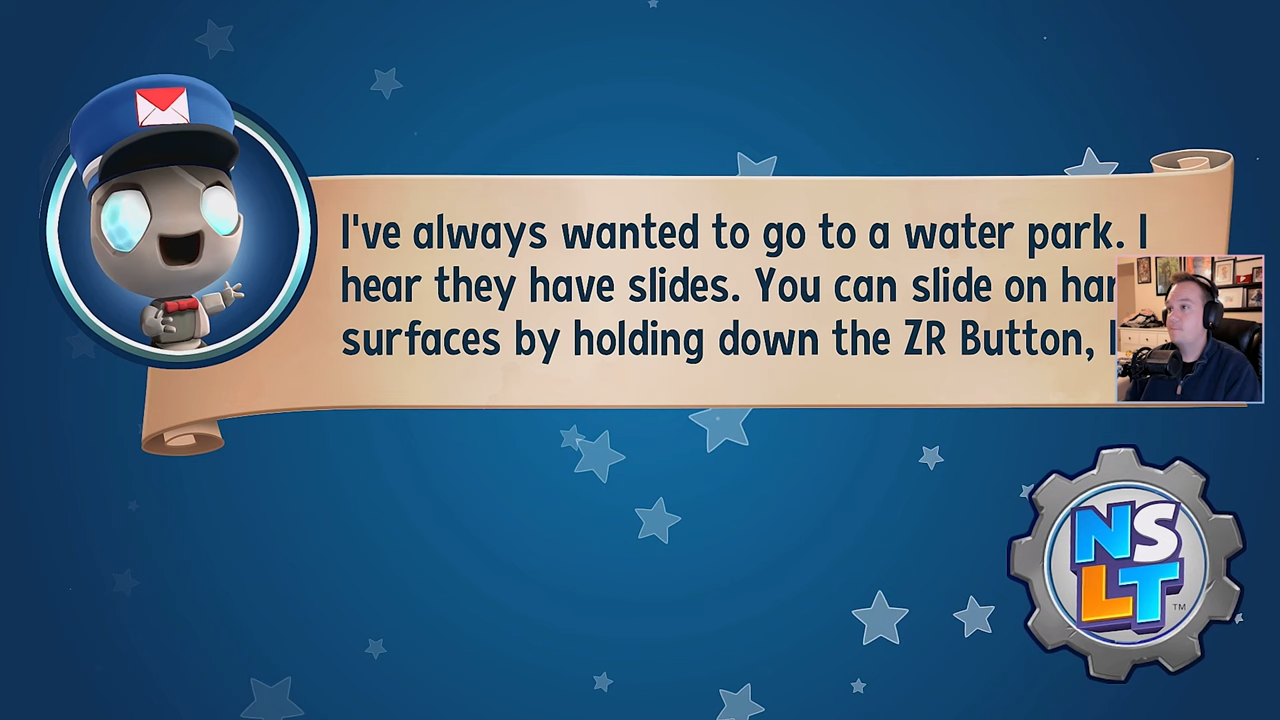 I've always wanted to go to a water park. I
hear they have slides. You can slide on
surfaces by holding down the ZR Button,
NS
LT
TM